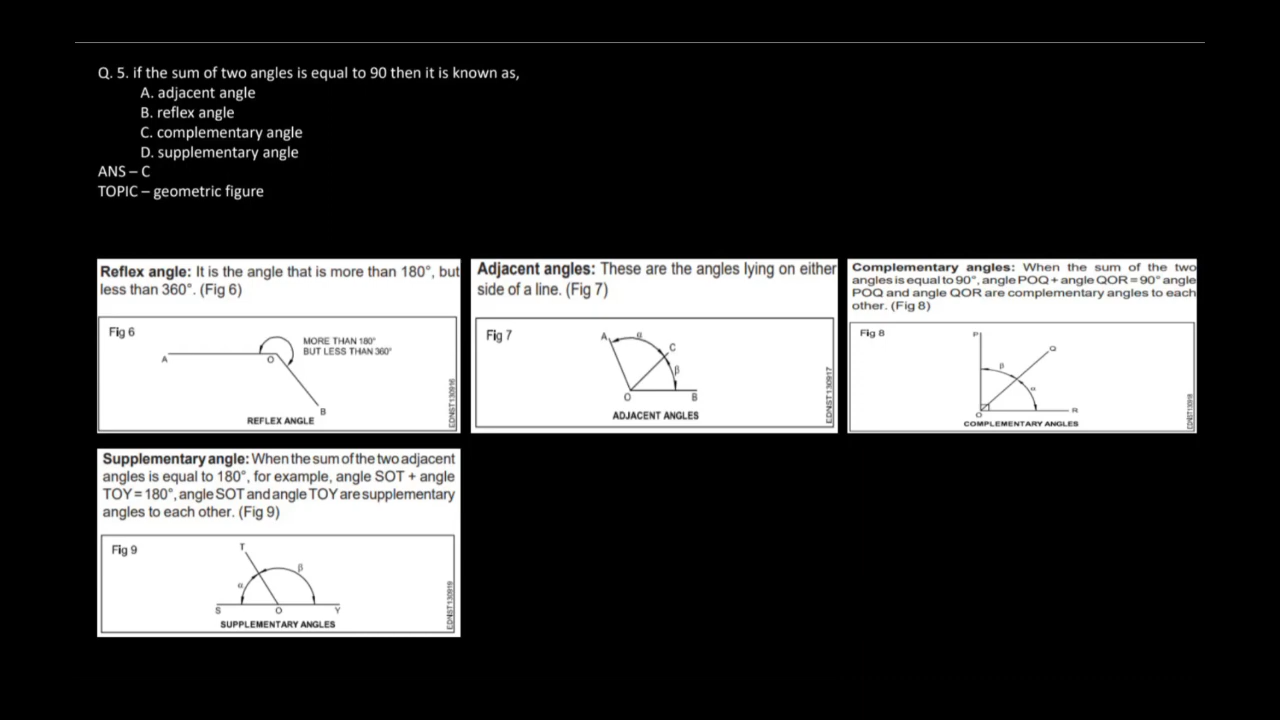 Q. 5. if the sum of two angles is equal to 90 then it is known as,
A. adjacent angle
B. reflex angle
C. complementary angle
D. supplementary angle
ANS – C
TOPIC – geometric figure
Reflex angle: It is the angle that is more than 180°, but
less than 360°. (Fig 6)
Fig 6
MORE THAN 180°
BUT LESS THAN 360°
A
O
B
REFLEX ANGLE
EDNST130916
Adjacent angles: These are the angles lying on either
side of a line. (Fig 7)
Fig 7
A
α
C
β
O
B
ADJACENT ANGLES
EDNST130917
Complementary angles: When the sum of the two
angles is equal to 90°, angle POQ + angle QOR = 90° angle
POQ and angle QOR are complementary angles to each
other. (Fig 8)
Fig 8
P
Q
β
α
O
R
COMPLEMENTARY ANGLES
EDNST130918
Supplementary angle: When the sum of the two adjacent
angles is equal to 180°, for example, angle SOT + angle
TOY = 180°, angle SOT and angle TOY are supplementary
angles to each other. (Fig 9)
Fig 9
T
α
β
S
O
Y
SUPPLEMENTARY ANGLES
EDNST130919